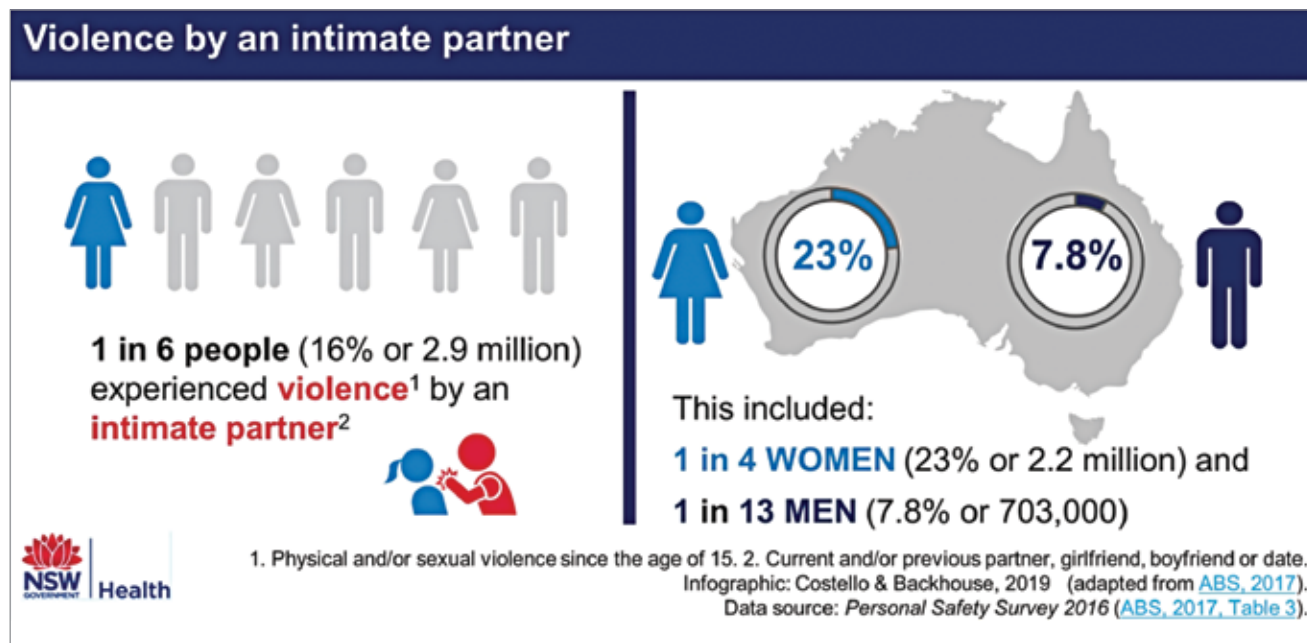 Violence by an intimate partner
1 in 6 people (16% or 2.9 million)
experienced violence1 by an
intimate partner2
23%
7.8%
This included:
1 in 4 WOMEN (23% or 2.2 million) and
1 in 13 MEN (7.8% or 703,000)
NSW
GOVERNMENT
Health
1. Physical and/or sexual violence since the age of 15. 2. Current and/or previous partner, girlfriend, boyfriend or date.
Infographic: Costello & Backhouse, 2019 (adapted from ABS, 2017).
Data source: Personal Safety Survey 2016 (ABS, 2017, Table 3).